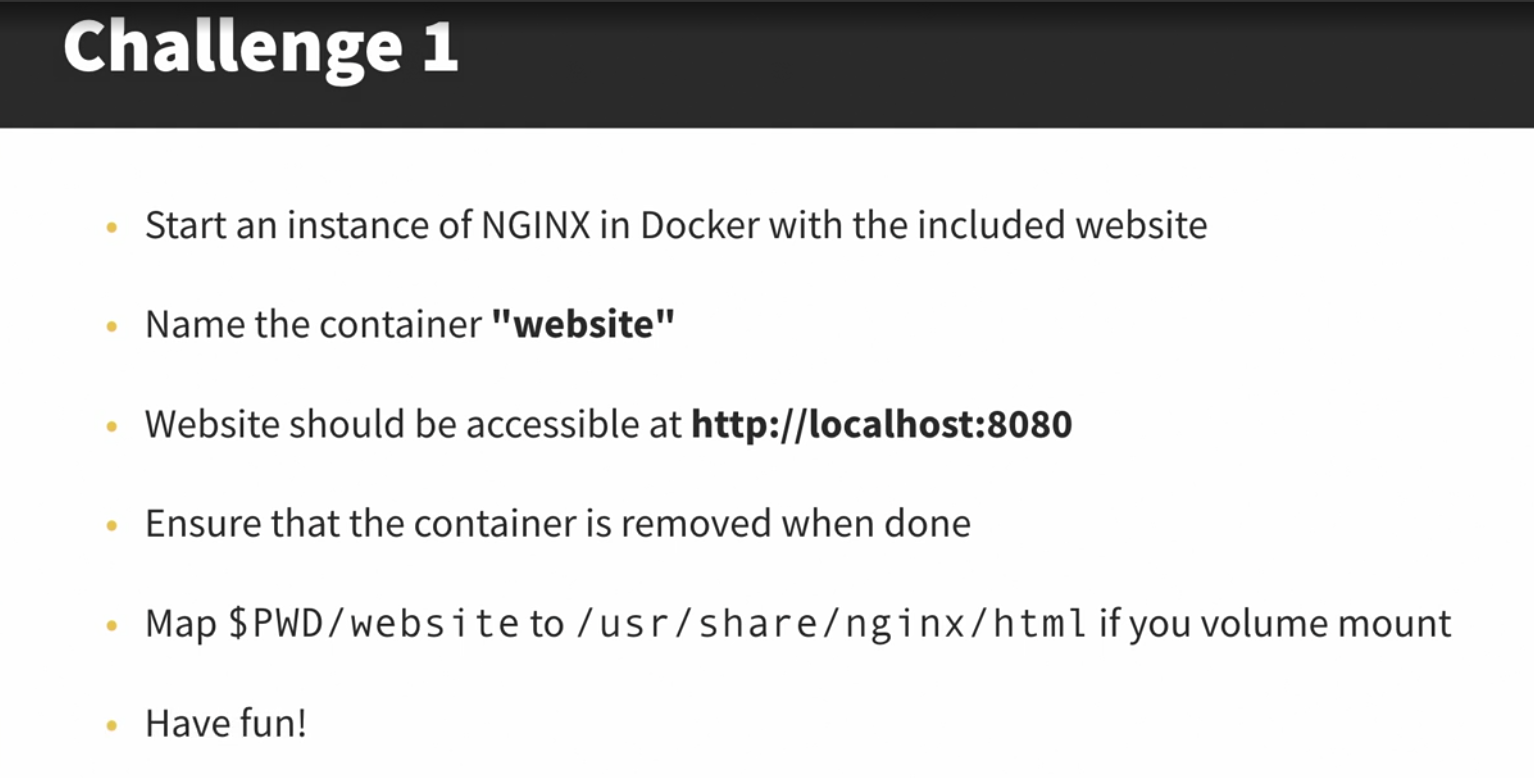 Challenge 1
• Start an instance of NGINX in Docker with the included website
• Name the container "website"
• Website should be accessible at http://localhost:8080
• Ensure that the container is removed when done
• Map $PWD/website to /usr/share/nginx/html if you volume mount
• Have fun!